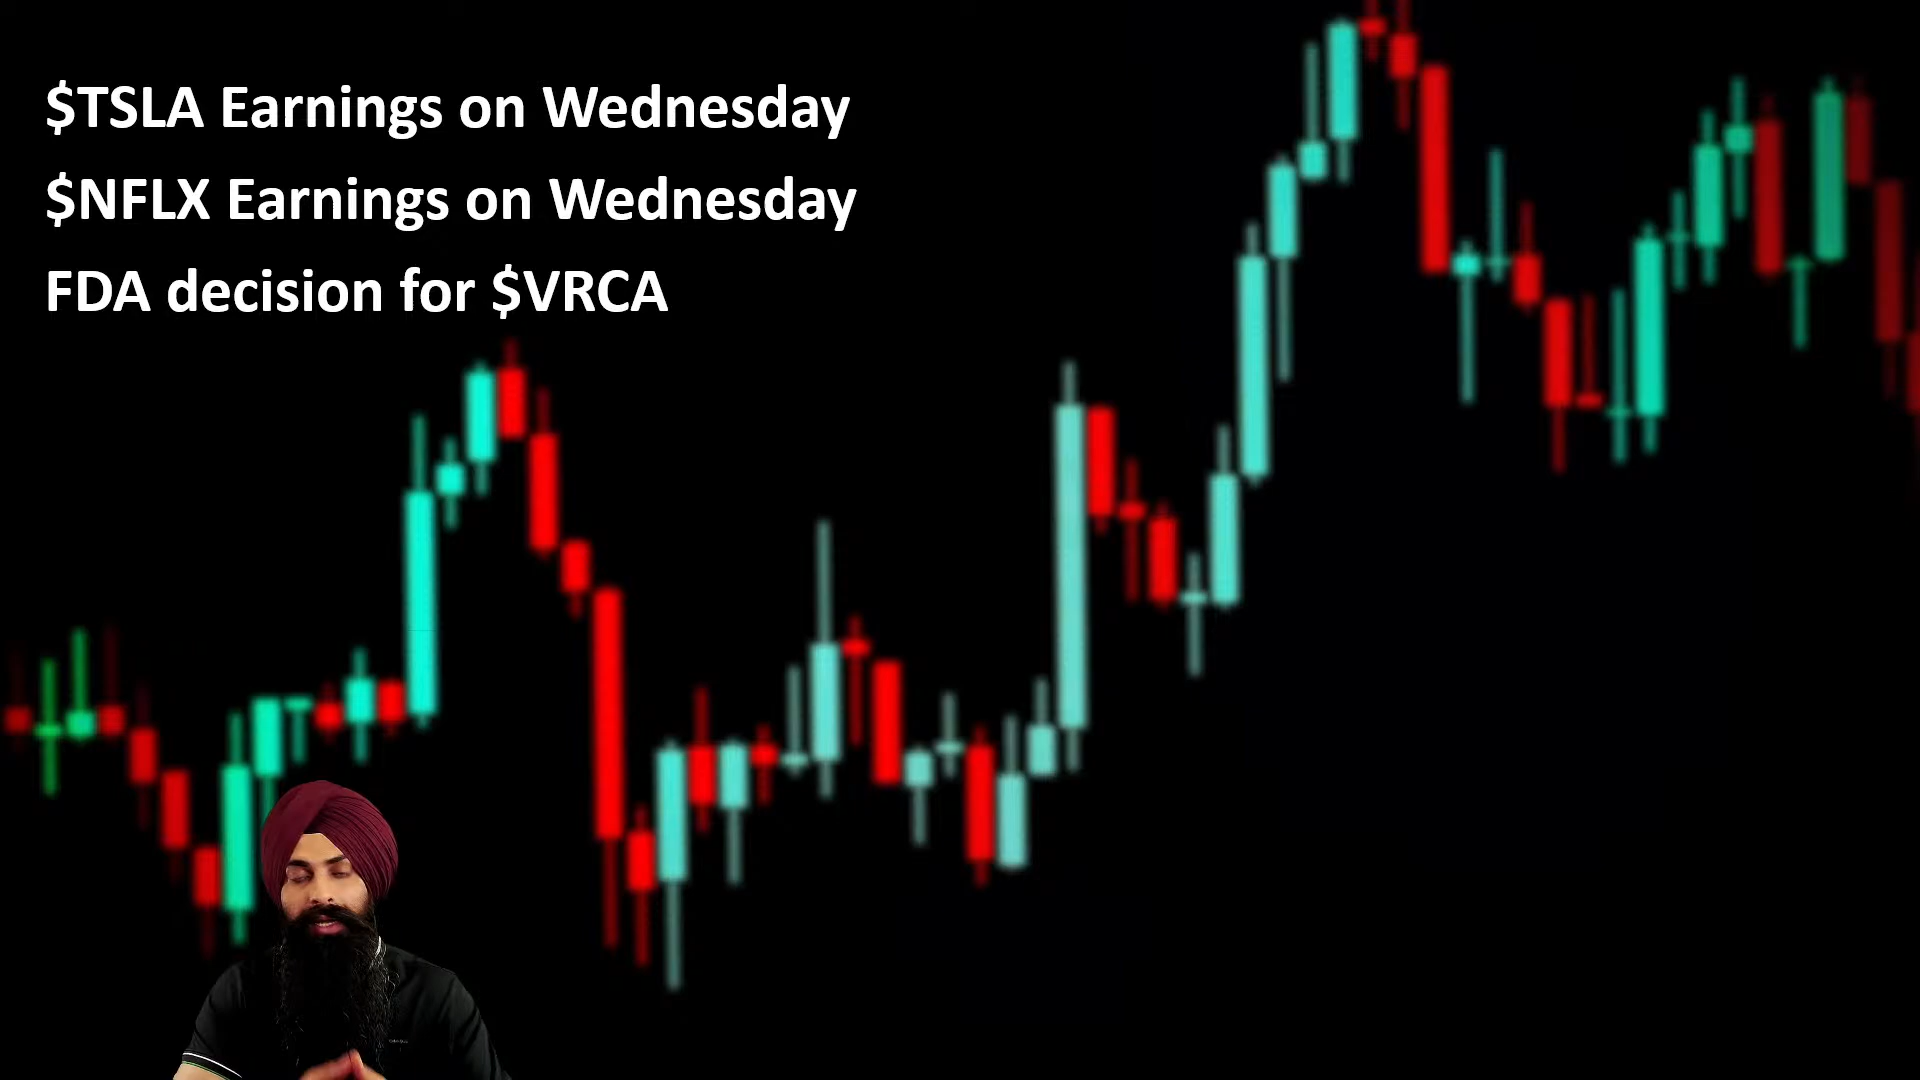 $TSLA Earnings on Wednesday
$NFLX Earnings on Wednesday
FDA decision for $VRCA